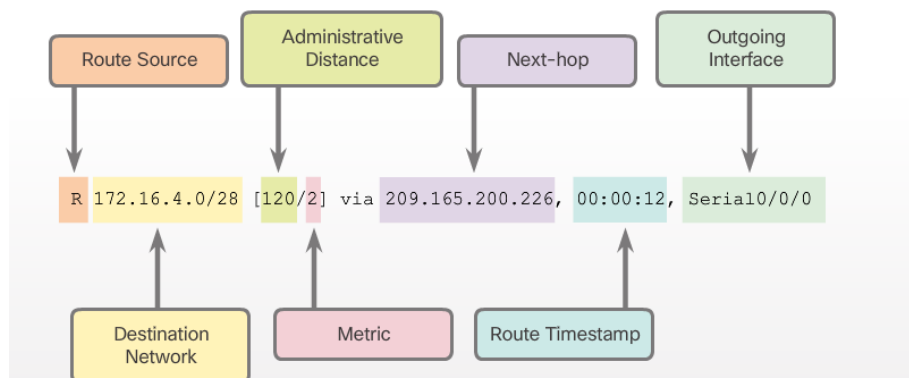 Route Source
Administrative
Distance
Next-hop
Outgoing
Interface
R 172.16.4.0/28 [120/2] via 209.165.200.226, 00:00:12, Serial0/0/0
Destination
Network
Metric
Route Timestamp